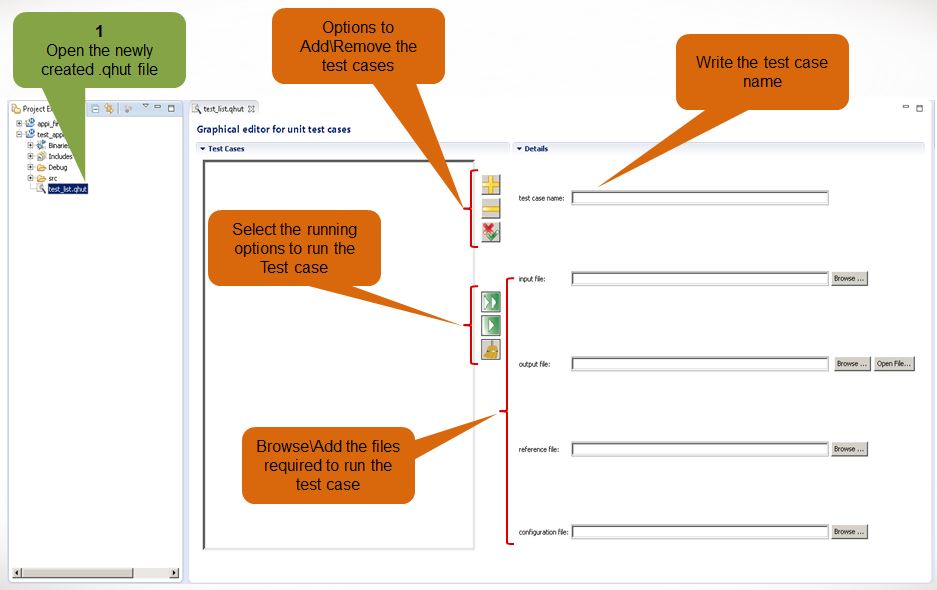 1
Open the newly
created .qhut file
Options to
Add\Remove the
test cases
Write the test case
name
Project Ex
test_list.qhut
appi_fir
test_appi
Binaries
Includes
Debug
src
test_list.qhut
Graphical editor for unit test cases
Test Cases
Details
test case name:
Select the running
options to run the
Test case
input file:
Browse ...
output file:
Browse ...
Open File...
Browse\Add the files
required to run the
test case
reference file:
Browse ...
configuration file:
Browse ...